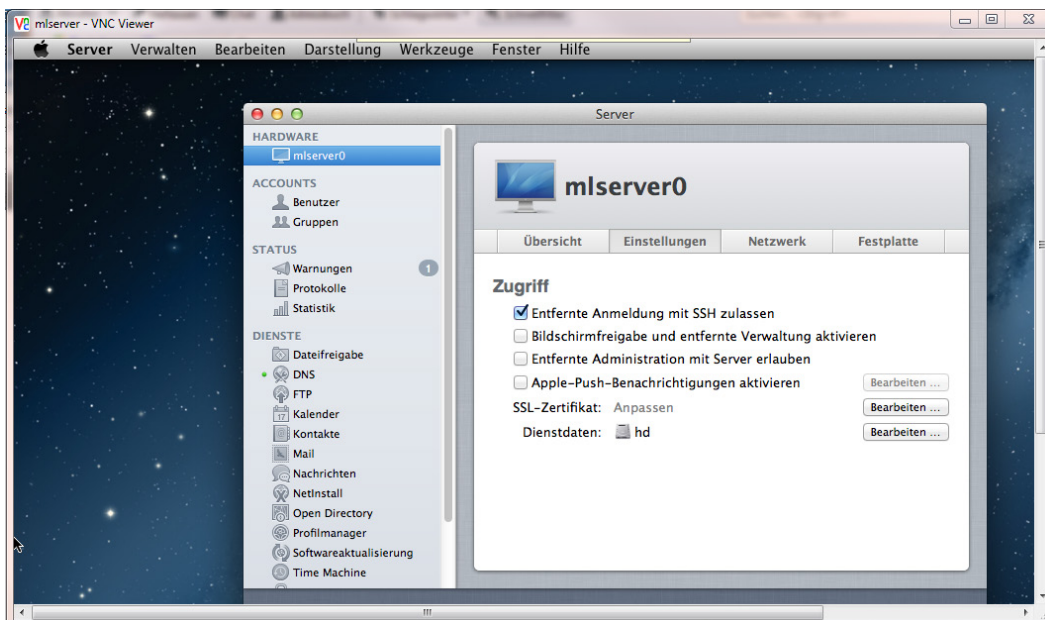 mlserver - VNC Viewer
Server Verwalten Bearbeiten Darstellung Werkzeuge Fenster Hilfe
Server
HARDWARE
mlserver0
ACCOUNTS
Benutzer
Gruppen
STATUS
Warnungen 1
Protokolle
Statistik
DIENSTE
Dateifreigabe
DNS
FTP
17 Kalender
Kontakte
Mail
Nachrichten
NetInstall
Open Directory
Profilmanager
Softwareaktualisierung
Time Machine
mlserver0
Übersicht Einstellungen Netzwerk Festplatte
Zugriff
Entfernte Anmeldung mit SSH zulassen
Bildschirmfreigabe und entfernte Verwaltung aktivieren
Entfernte Administration mit Server erlauben
Apple-Push-Benachrichtigungen aktivieren Bearbeiten ...
SSL-Zertifikat: Anpassen Bearbeiten ...
Dienstdaten: hd Bearbeiten ...